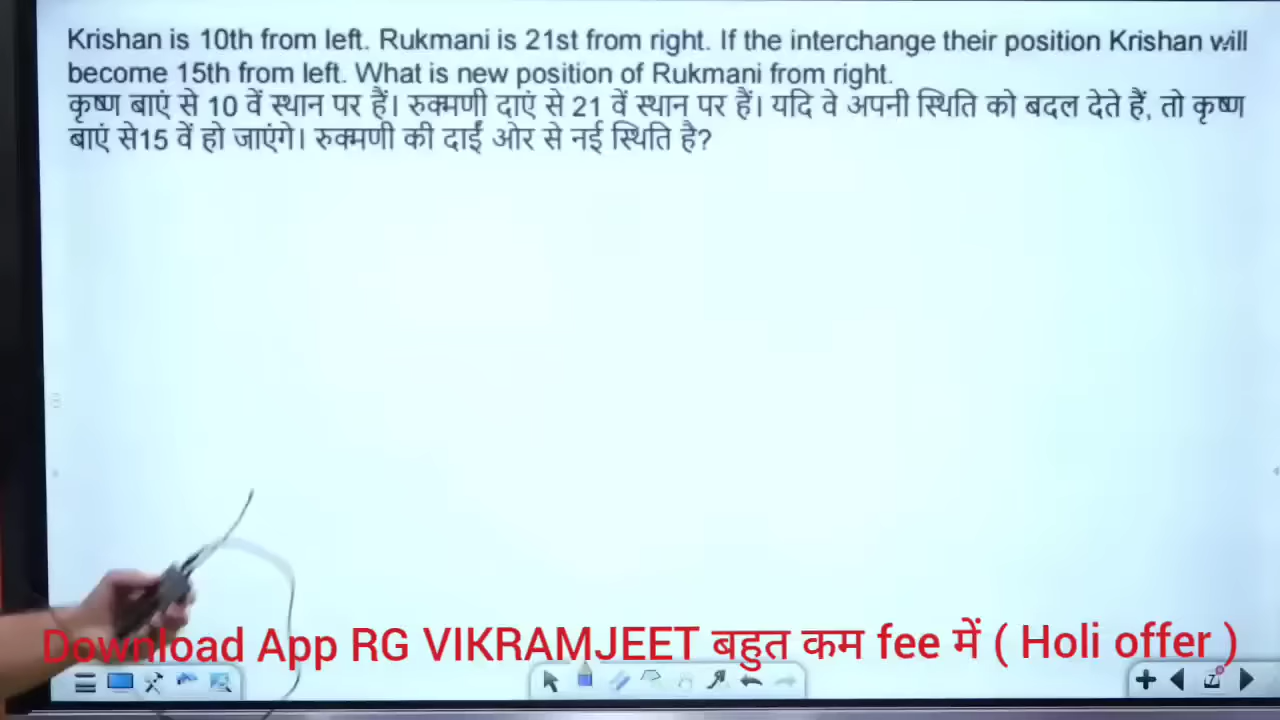 Krishan is 10th from left. Rukmani is 21st from right. If the interchange their position Krishan will
become 15th from left. What is new position of Rukmani from right.
कृष्ण बाएं से 10 वें स्थान पर हैं। रुक्मणी दाएं से 21 वें स्थान पर हैं। यदि वे अपनी स्थिति को बदल देते हैं, तो कृष्ण
बाएं से15 वें हो जाएंगे। रुक्मणी की दाईं ओर से नई स्थिति है?
Download App RG VIKRAMJEET बहुत कम fee में ( Holi offer )